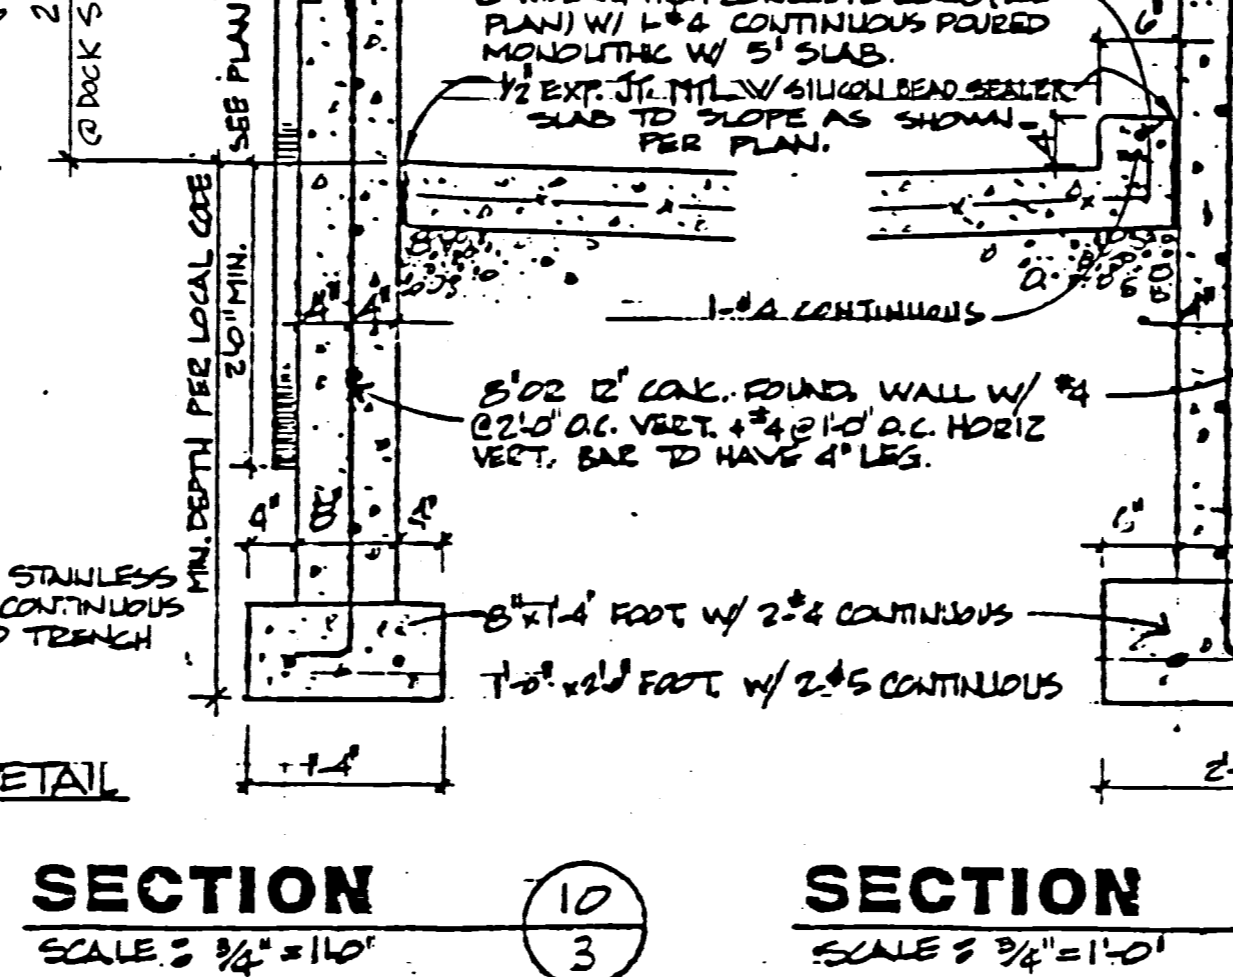 PLAN) W/ 1-#4 CONTINUOUS POURED
MONOLITHIC W/ 5" SLAB.
1/2" EXP. JT. MTL W/ SILICON BEAD SEALER
SLAB TO SLOPE AS SHOWN
PER PLAN.
6"
4"
@ DOCK S
SEE PLAN
MIN. DEPTH PER LOCAL CODE
2'-6" MIN.
4" 4"
1-#4 CONTINUOUS
8" OR 12" CONC. FOUND. WALL W/ #4
@ 2'-0" O.C. VERT. + #4 @ 1'-0" O.C. HORIZ
VERT. BAR TO HAVE 4" LEG.
4" 8" 4"
6"
STAINLESS
CONTINUOUS
TRENCH
8" x 1'-4" FOOT. W/ 2-#4 CONTINUOUS
1'-0" x 2'-0" FOOT. W/ 2-#5 CONTINUOUS
1'-4"
2'-
ETAIL
SECTION
SCALE: 3/4" = 1'-0"
10
3
SECTION
SCALE: 3/4" = 1'-0"